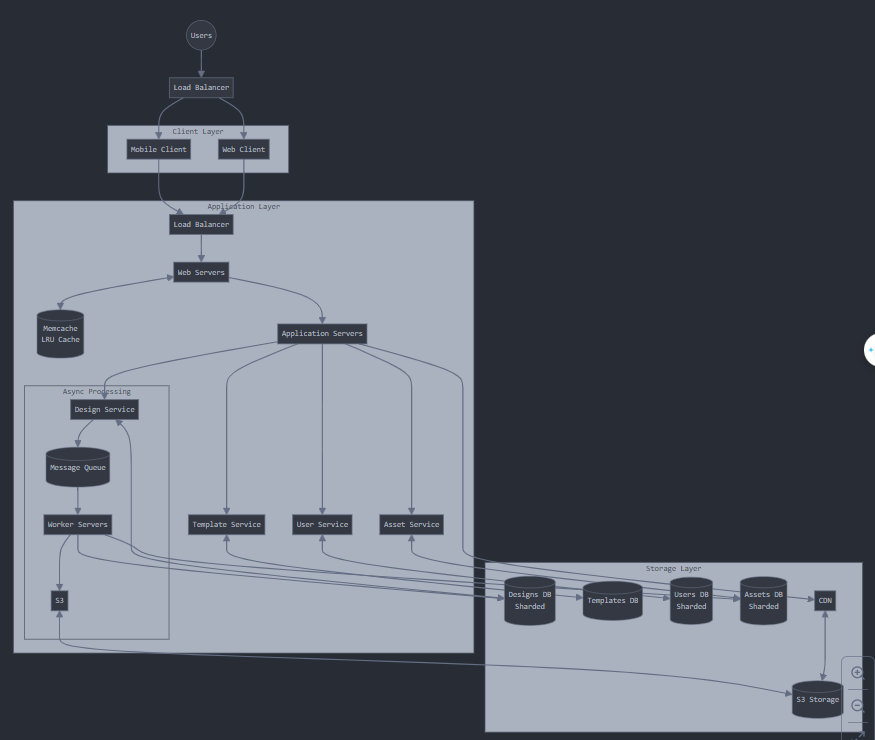 Users
Load Balancer
Client Layer
Mobile Client
Web Client
Application Layer
Load Balancer
Web Servers
Memcache
LRU Cache
Application Servers
Async Processing
Design Service
Message Queue
Worker Servers
Template Service
User Service
Asset Service
S3
Storage Layer
Designs DB
Sharded
Templates DB
Users DB
Sharded
Assets DB
Sharded
CDN
S3 Storage